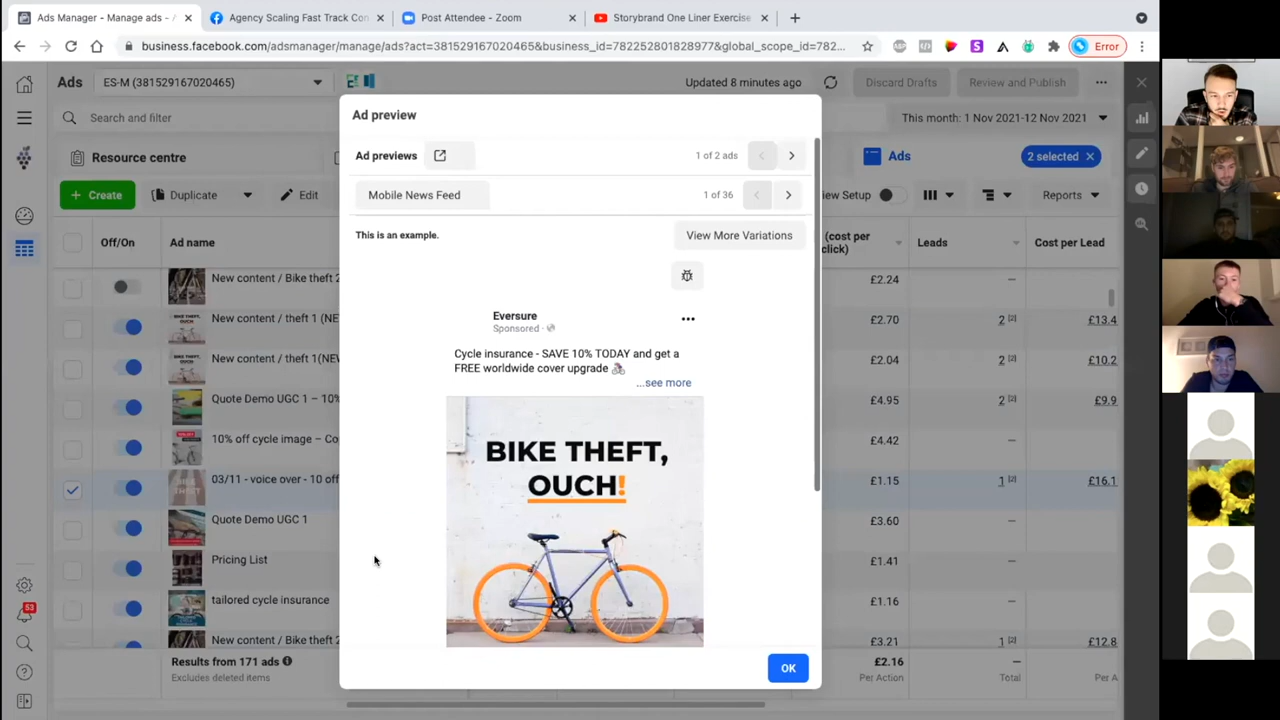 Ads Manager - Manage ads - 
Agency Scaling Fast Track Con
Post Attendee - Zoom
Storybrand One Liner Exercise
business.facebook.com/adsmanager/manage/ads?act=381529167020465&business_id=782252801828977&global_scope_id=782...
Error
Ads
ES-M (381529167020465)
Updated 8 minutes ago
Discard Drafts
Review and Publish
Search and filter
This month: 1 Nov 2021-12 Nov 2021
Resource centre
Ads
2 selected
+ Create
Duplicate
Edit
iew Setup
Reports
Off/On
Ad name
(cost per
click)
Leads
Cost per Lead
New content / Bike theft 2
£2.24
—
New content / theft 1 (NE
£2.70
2 [2]
£13.4
New content / theft 1(NEW
£2.04
2 [2]
£10.2
Quote Demo UGC 1 – 10%
£4.95
2 [2]
£9.9
10% off cycle image – Co
£4.42
—
03/11 - voice over - 10 off
£1.15
1 [2]
£16.1
Quote Demo UGC 1
£3.60
—
Pricing List
£1.41
—
tailored cycle insurance
£1.16
—
New content / Bike theft 2
£3.21
1 [2]
£12.8
Results from 171 ads
Excludes deleted items
£2.16
Per Action
—
Total
—
Per A
53
Ad preview
Ad previews
1 of 2 ads
Mobile News Feed
1 of 36
This is an example.
View More Variations
Eversure
Sponsored ·
Cycle insurance - SAVE 10% TODAY and get a
FREE worldwide cover upgrade
...see more
BIKE THEFT,
OUCH!
OK